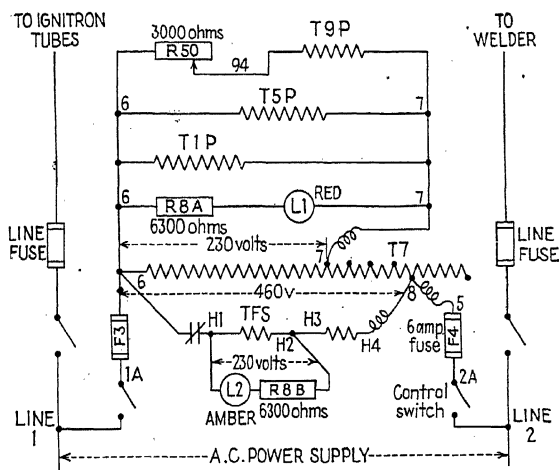 TO IGNITRON TUBES
TO WELDER
3000 ohms
R50
94
T9P
6
T5P
7
T1P
6
R8A
6300 ohms
L1
RED
7
LINE FUSE
LINE FUSE
230 volts
7
T7
6
460v
8
5
F3
H1
TFS
H2
H3
H4
6 amp. fuse
F4
230 volts
1A
L2
R8B
AMBER
6300 ohms
Control switch
2A
LINE 1
LINE 2
A.C. POWER SUPPLY